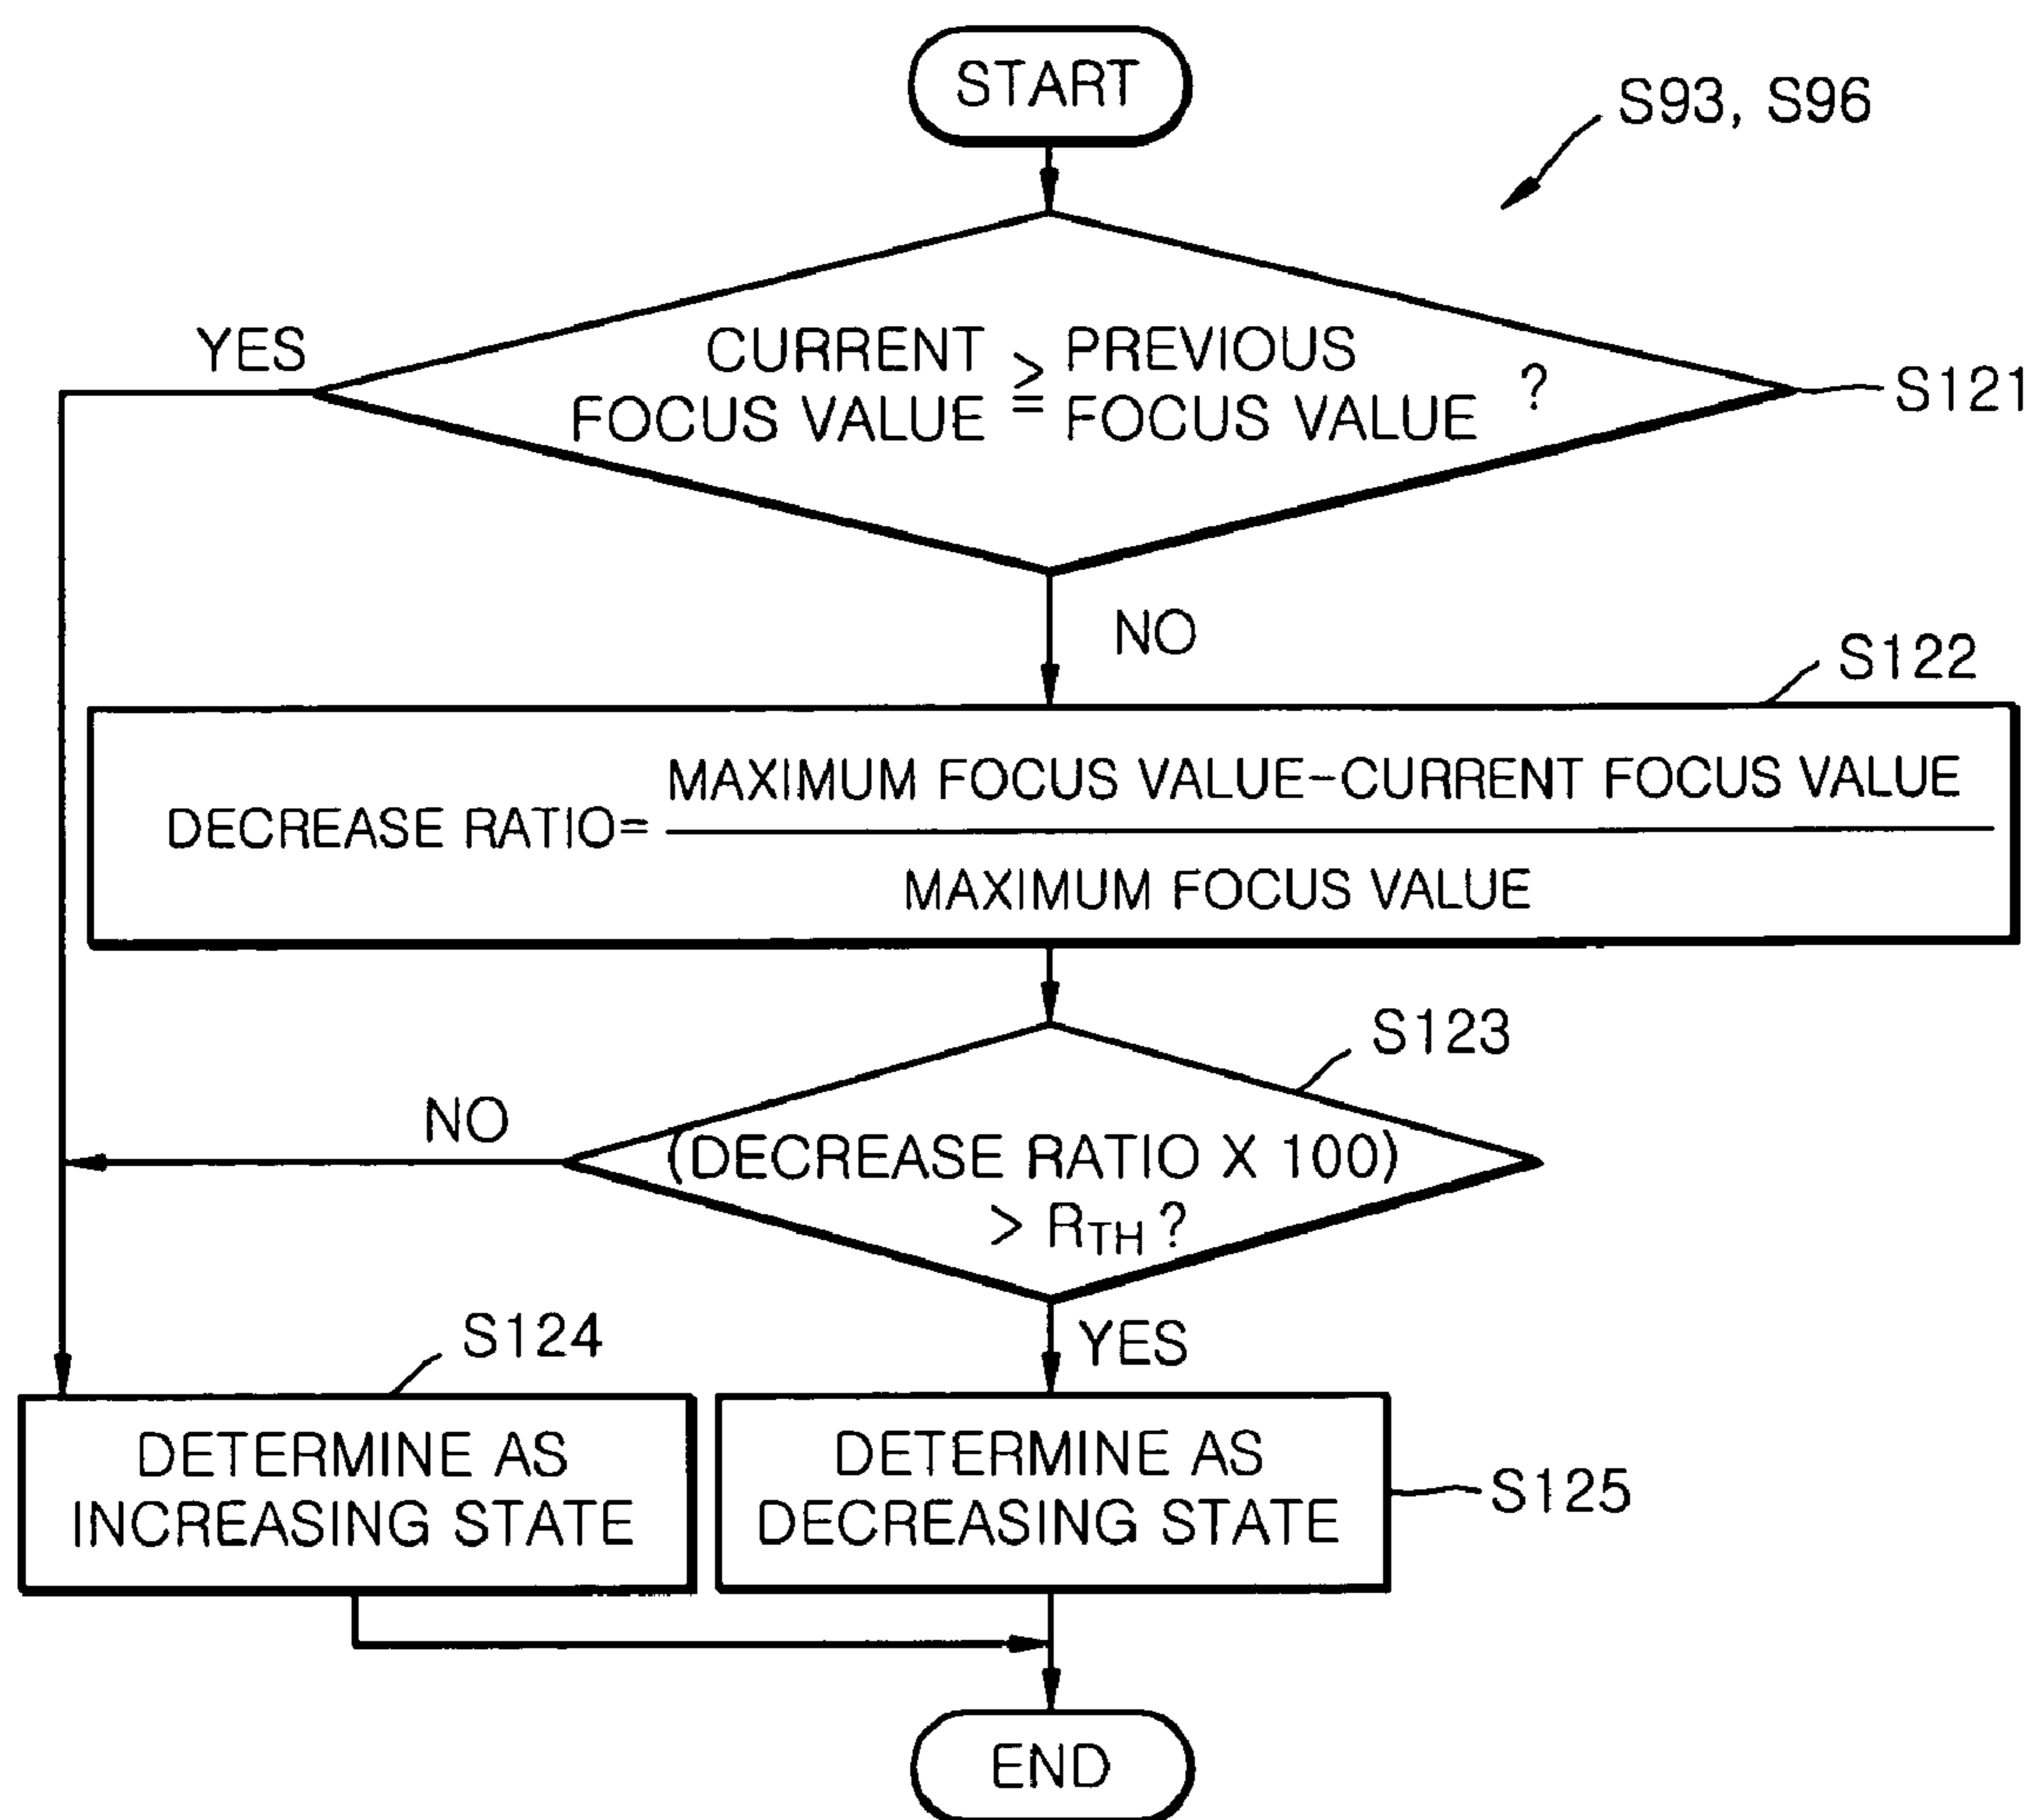 START
S93, S96
YES
CURRENT FOCUS VALUE ≧ PREVIOUS FOCUS VALUE ?
S121
NO
S122
MAXIMUM FOCUS VALUE-CURRENT FOCUS VALUE
DECREASE RATIO=
MAXIMUM FOCUS VALUE
S123
NO
(DECREASE RATIO X 100)
> RTH ?
YES
S124
DETERMINE AS
INCREASING STATE
DETERMINE AS
DECREASING STATE
S125
END